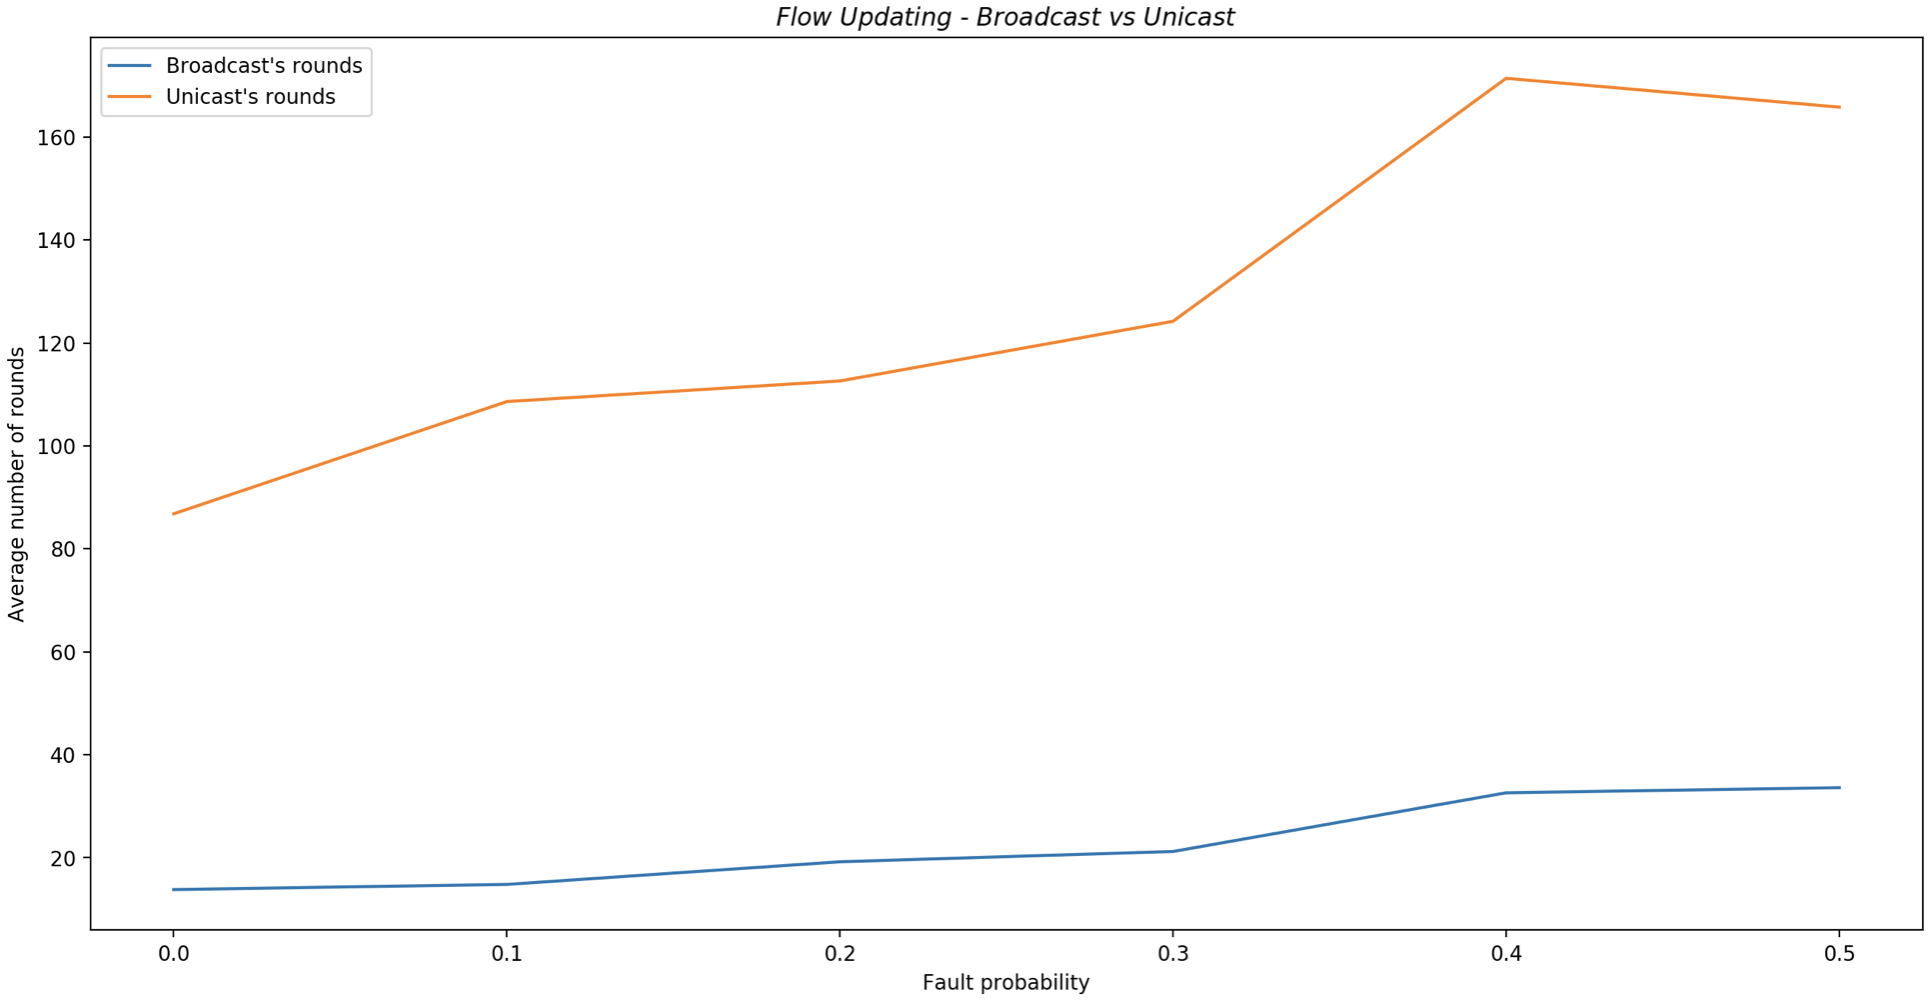 Flow Updating - Broadcast vs Unicast
Broadcast's rounds
Unicast's rounds
160
140
120
100
80
60
40
20
Average number of rounds
0.0 0.1 0.2 0.3 0.4 0.5
Fault probability